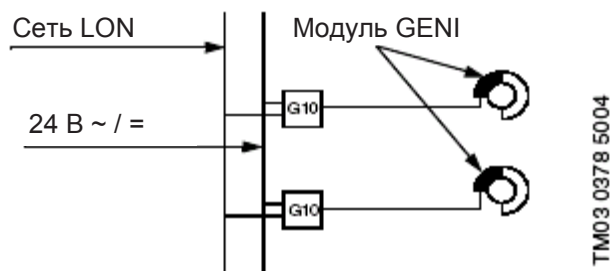 Сеть LON
Модуль GENI
G10
24 В ~ / =
G10
TM03 0378 5004